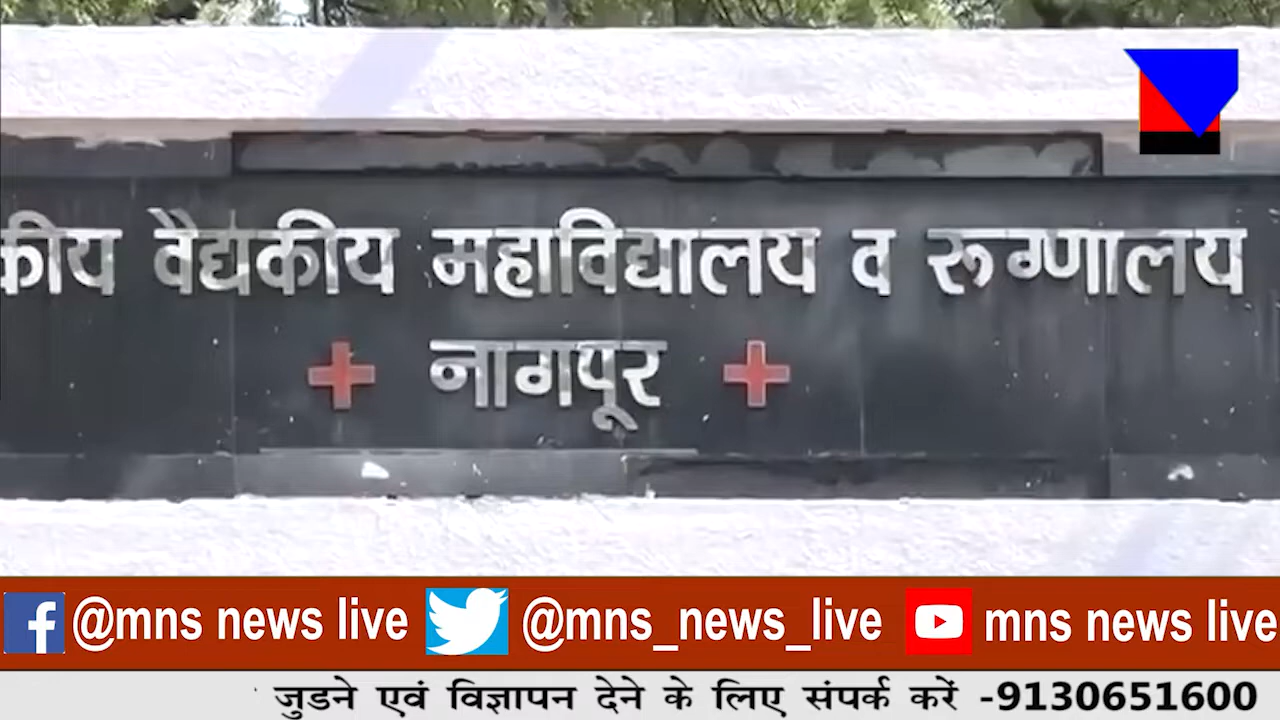 कीय वैद्यकीय महाविद्यालय व रूग्णालय
नागपूर
@mns news live @mns_news_live mns news live
जुडने एवं विज्ञापन देने के लिए संपर्क करें -9130651600